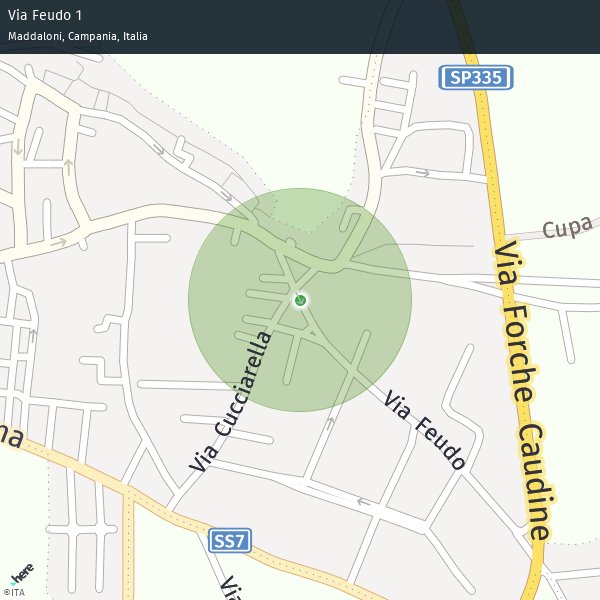 Via Feudo 1
Maddaloni, Campania, Italia
SP335
Cupa
Via Forche Caudine
Via Cucciarella
Via Feudo
na
SS7
Via
here
©ITA